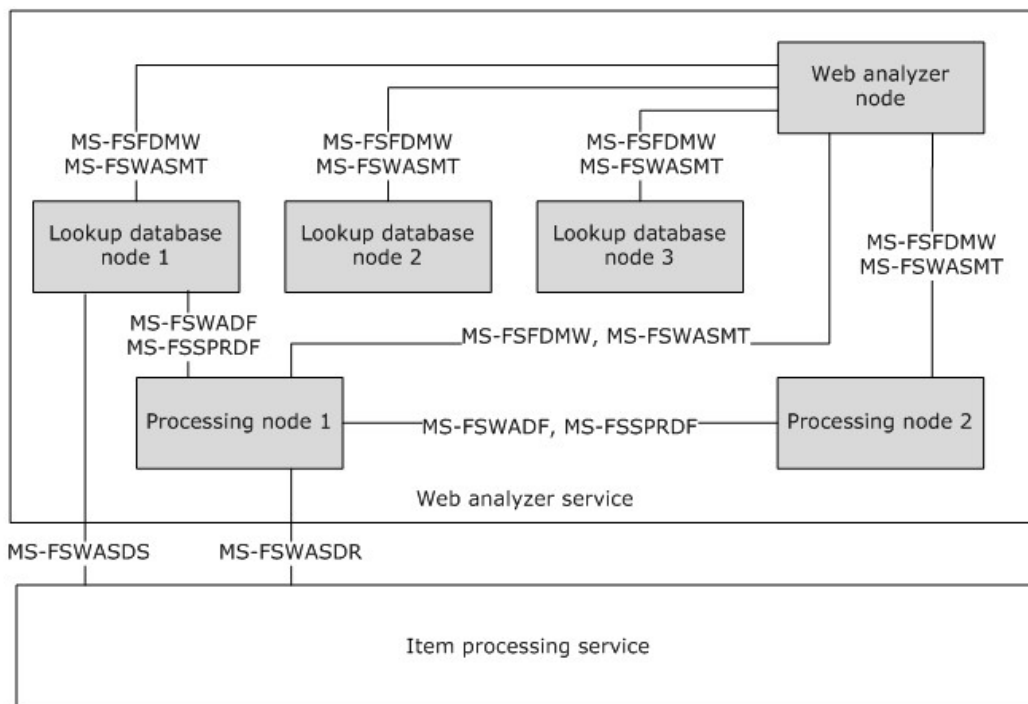 Web analyzer
node
MS-FSFDMW
MS-FSWASMT
MS-FSFDMW
MS-FSWASMT
MS-FSFDMW
MS-FSWASMT
Lookup database
node 1
Lookup database
node 2
Lookup database
node 3
MS-FSFDMW
MS-FSWASMT
MS-FSWADF
MS-FSSPRDF
MS-FSFDMW, MS-FSWASMT
Processing node 1
MS-FSWADF, MS-FSSPRDF
Processing node 2
Web analyzer service
MS-FSWASDS
MS-FSWASDR
Item processing service